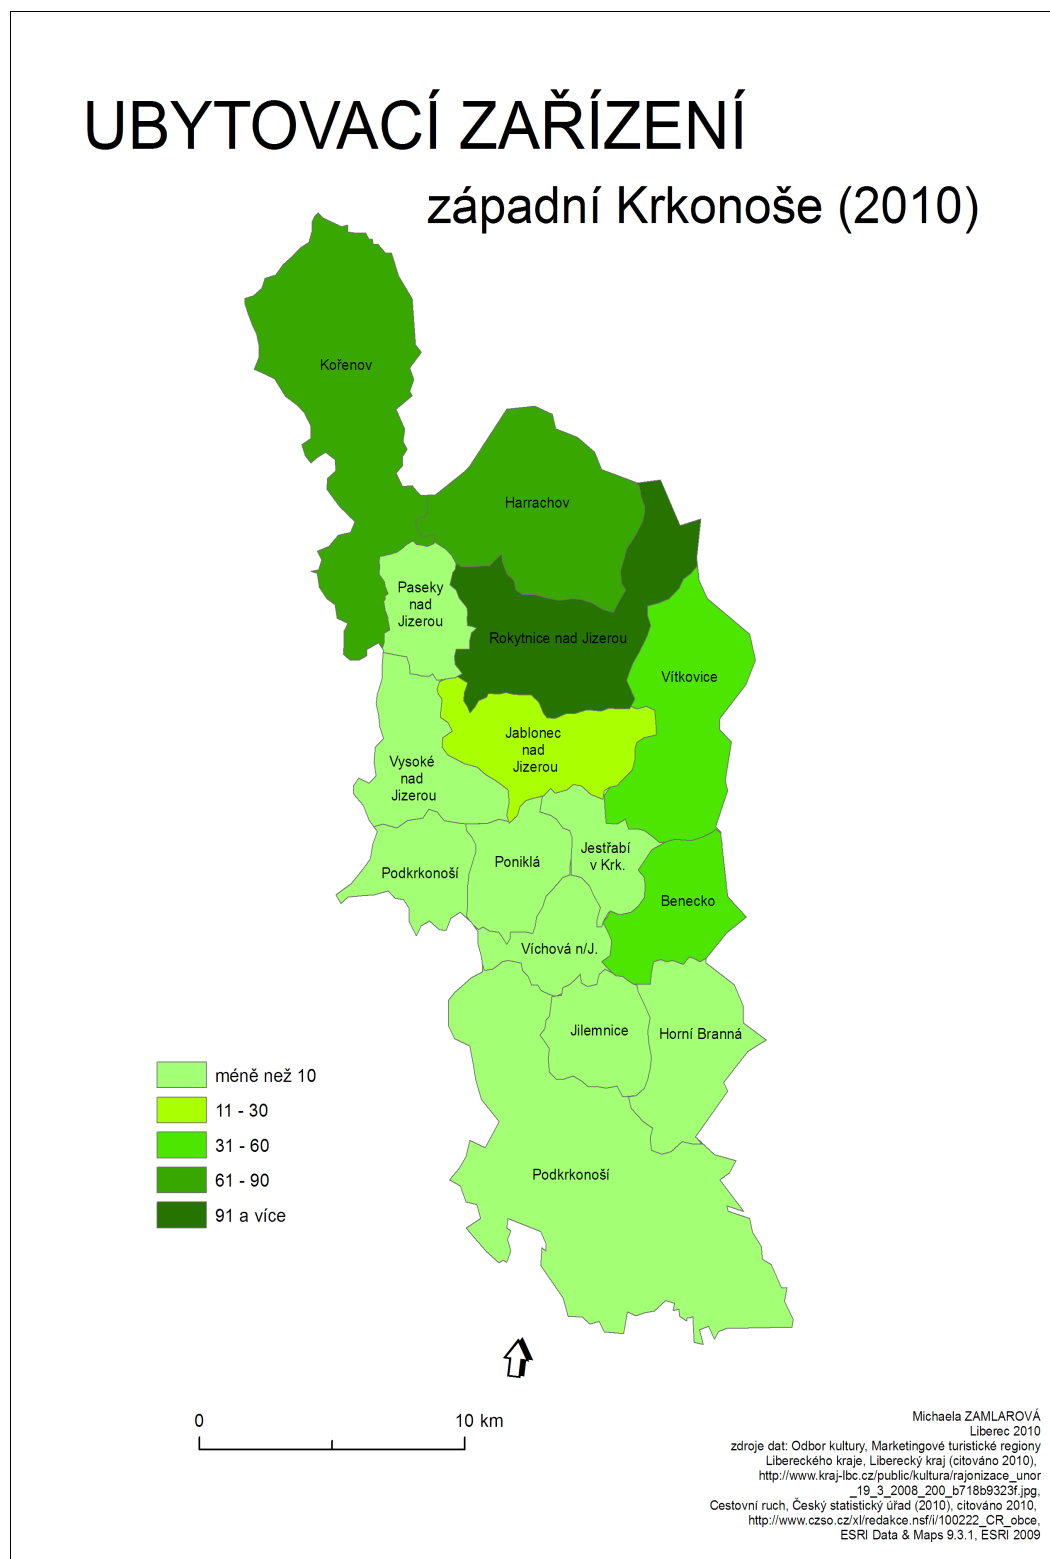 UBYTOVACÍ ZAŘÍZENÍ
západní Krkonoše (2010)
Kořenov
Harrachov
Paseky
nad
Jizerou
Rokytnice nad Jizerou
Vítkovice
Jablonec
nad
Jizerou
Vysoké
nad
Jizerou
Jestřabí
v Krk.
Poniklá
Podkrkonoší
Benecko
Víchová n/J.
Jilemnice
Horní Branná
Podkrkonoší
méně než 10
11 - 30
31 - 60
61 - 90
91 a více
0
10 km
Michaela ZAMLAROVÁ
Liberec 2010
zdroje dat: Odbor kultury, Marketingové turistické regiony
Libereckého kraje, Liberecký kraj (citováno 2010),
http://www.kraj-lbc.cz/public/kultura/rajonizace_unor
_19_3_2008_200_b718b9323f.jpg,
Cestovní ruch, Český statistický úřad (2010), citováno 2010,
http://www.czso.cz/xl/redakce.nsf/i/100222_CR_obce,
ESRI Data & Maps 9.3.1, ESRI 2009